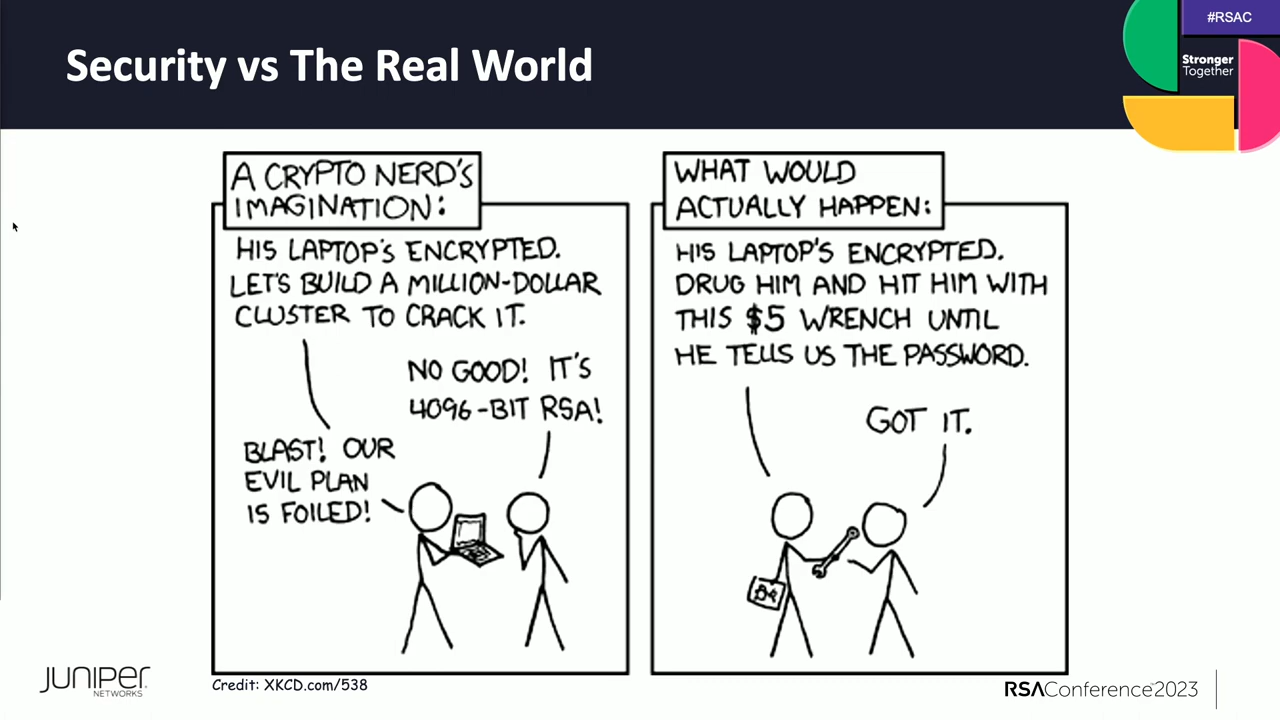 Security vs The Real World
#RSAC
Stronger
Together
A CRYPTO NERD'S
IMAGINATION:
HIS LAPTOP'S ENCRYPTED.
LET'S BUILD A MILLION-DOLLAR
CLUSTER TO CRACK IT.
NO GOOD! IT'S
4096-BIT RSA!
BLAST! OUR
EVIL PLAN
IS FOILED!
WHAT WOULD
ACTUALLY HAPPEN:
HIS LAPTOP'S ENCRYPTED.
DRUG HIM AND HIT HIM WITH
THIS $5 WRENCH UNTIL
HE TELLS US THE PASSWORD.
GOT IT.
JUNIPER
NETWORKS
Credit: XKCD.com/538
RSAConference™2023